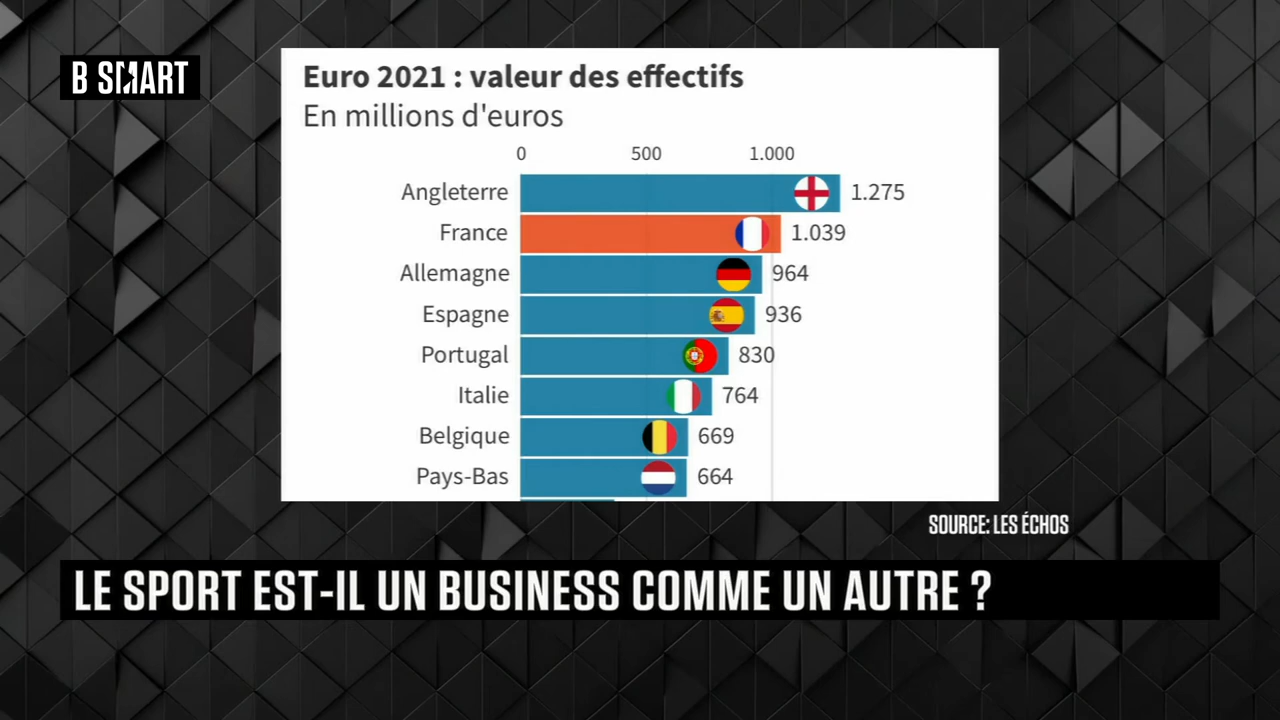 B SMART
Euro 2021 : valeur des effectifs
En millions d'euros
0 500 1.000
Angleterre 1.275
France 1.039
Allemagne 964
Espagne 936
Portugal 830
Italie 764
Belgique 669
Pays-Bas 664
SOURCE: LES ÉCHOS
LE SPORT EST-IL UN BUSINESS COMME UN AUTRE ?